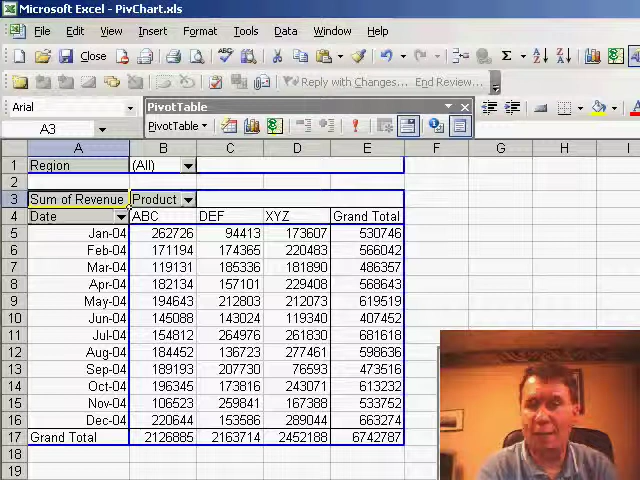 Microsoft Excel - PivChart.xls
File Edit View Insert Format Tools Data Window Help
Close
Reply with Changes... End Review...
Arial
PivotTable
A3
PivotTable
A B C D E F G H I
1 Region (All)
2
3 Sum of Revenue Product
4 Date ABC DEF XYZ Grand Total
5 Jan-04 262726 94413 173607 530746
6 Feb-04 171194 174365 220483 566042
7 Mar-04 119131 185336 181890 486357
8 Apr-04 182134 157101 229408 568643
9 May-04 194643 212803 212073 619519
10 Jun-04 145088 143024 119340 407452
11 Jul-04 154812 264976 261830 681618
12 Aug-04 184452 136723 277461 598636
13 Sep-04 189193 207730 76593 473516
14 Oct-04 196345 173816 243071 613232
15 Nov-04 106523 259841 167388 533752
16 Dec-04 220644 153586 289044 663274
17 Grand Total 2126885 2163714 2452188 6742787
18
19